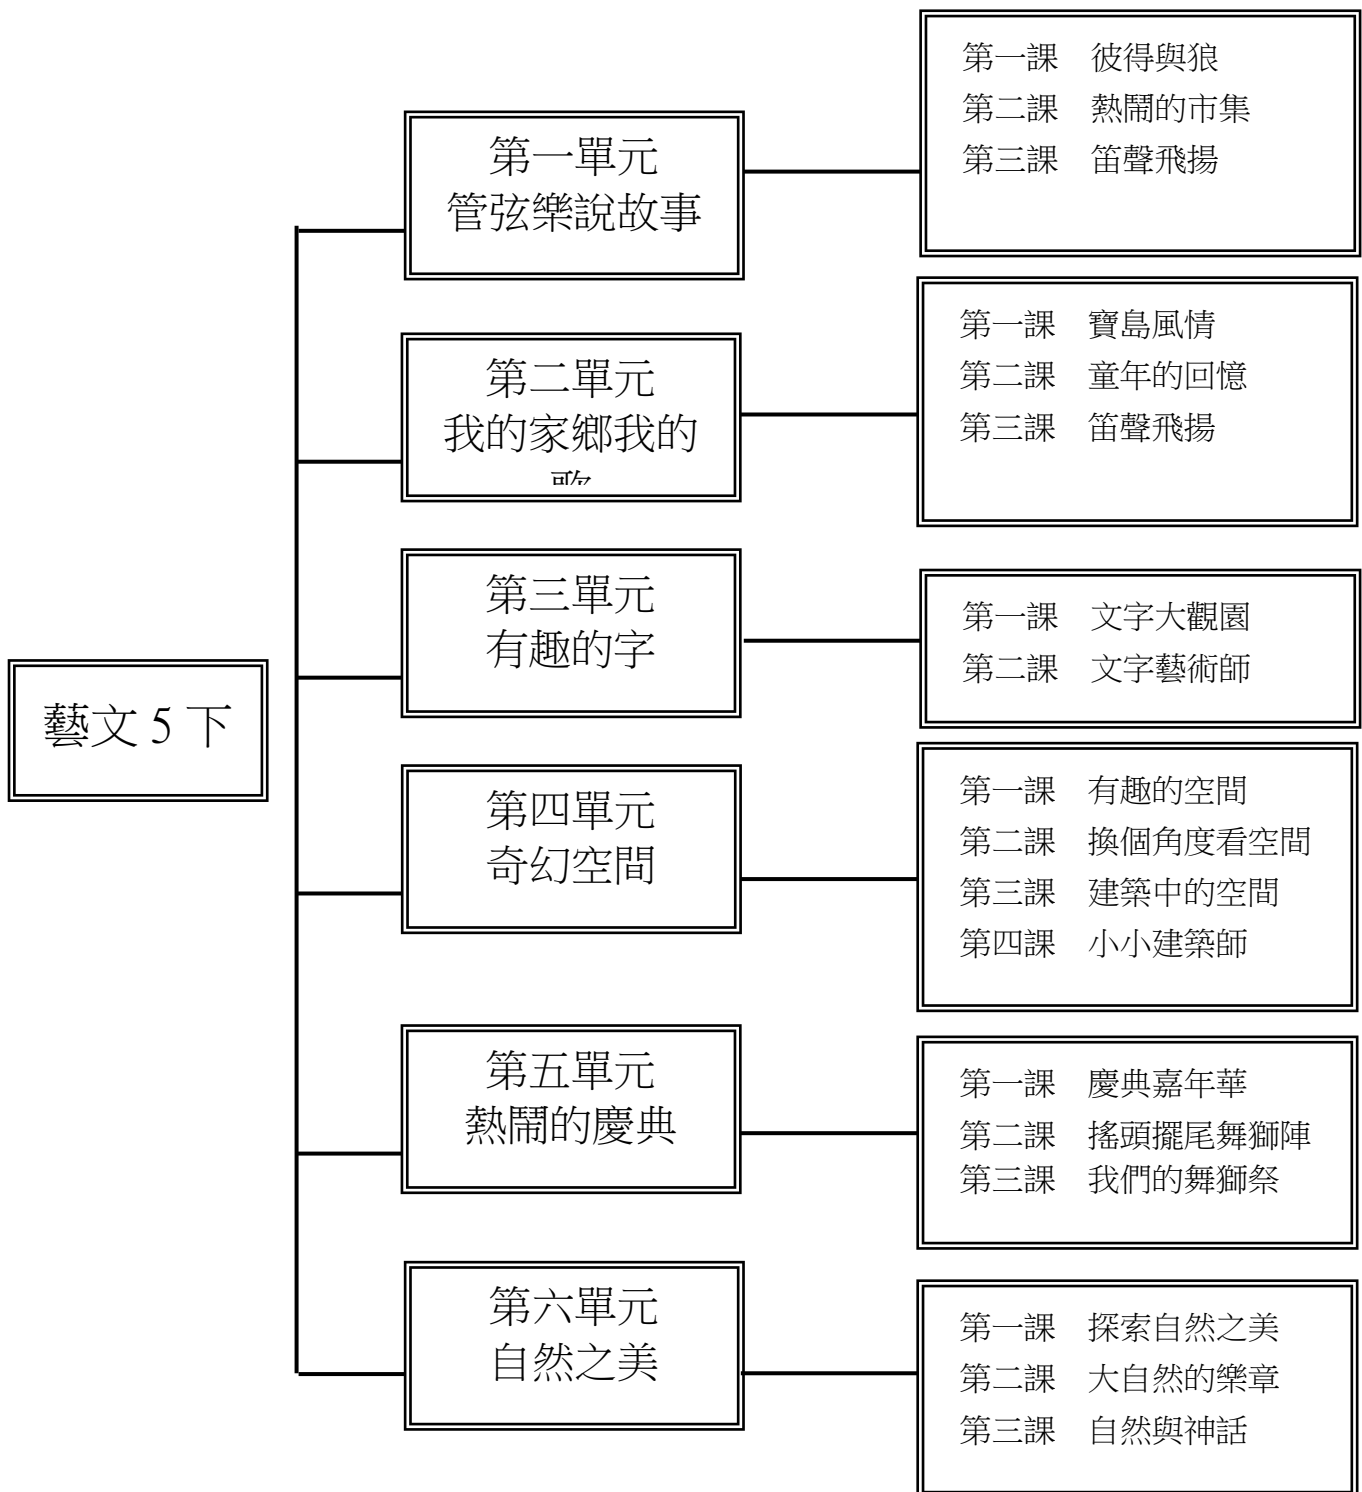 藝文 5 下
第一單元
管弦樂說故事
第一課　彼得與狼
第二課　熱鬧的市集
第三課　笛聲飛揚
第二單元
我的家鄉我的
歌
第一課　寶島風情
第二課　童年的回憶
第三課　笛聲飛揚
第三單元
有趣的字
第一課　文字大觀園
第二課　文字藝術師
第四單元
奇幻空間
第一課　有趣的空間
第二課　換個角度看空間
第三課　建築中的空間
第四課　小小建築師
第五單元
熱鬧的慶典
第一課　慶典嘉年華
第二課　搖頭擺尾舞獅陣
第三課　我們的舞獅祭
第六單元
自然之美
第一課　探索自然之美
第二課　大自然的樂章
第三課　自然與神話